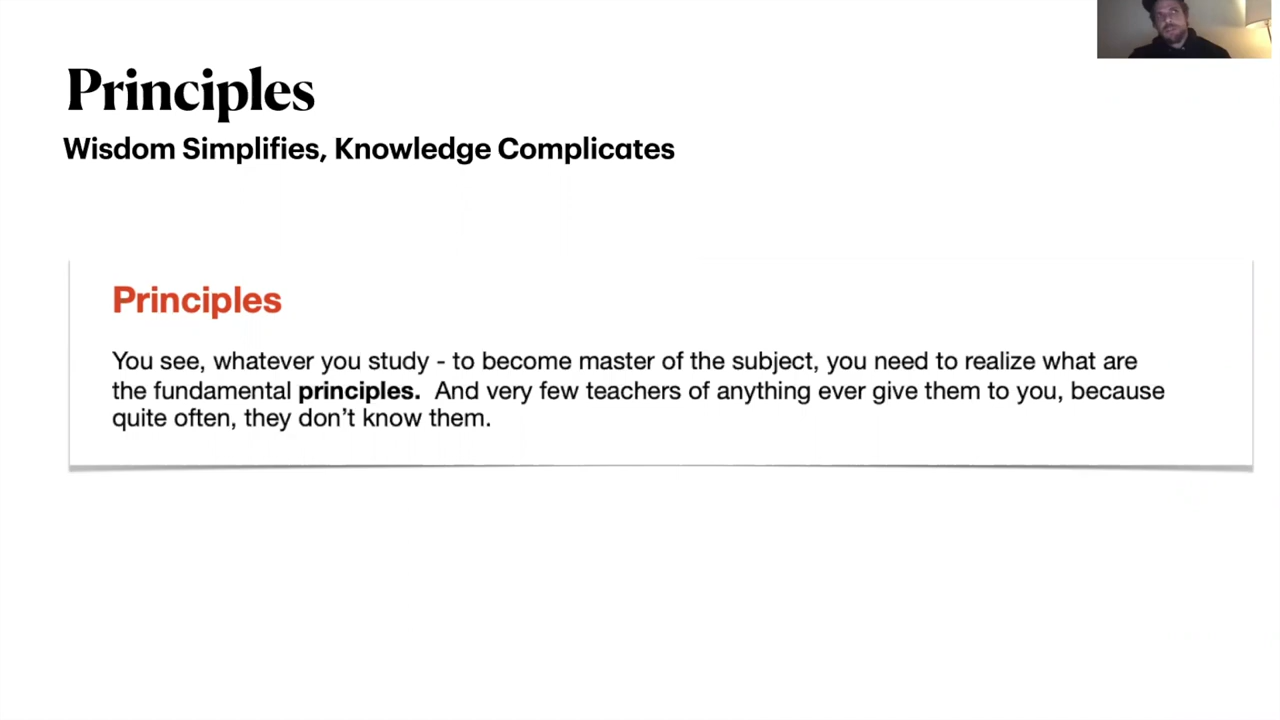 Principles
Wisdom Simplifies, Knowledge Complicates
Principles
You see, whatever you study - to become master of the subject, you need to realize what are
the fundamental principles. And very few teachers of anything ever give them to you, because
quite often, they don’t know them.